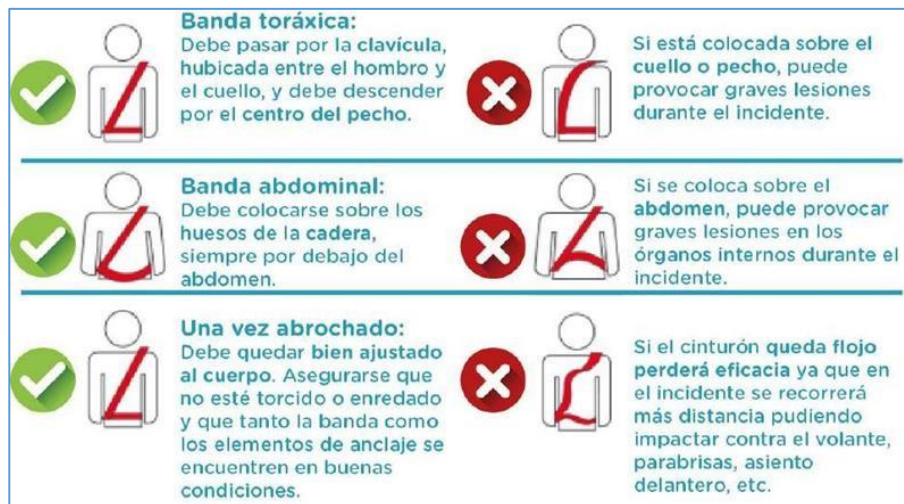 Banda toráxica:
Debe pasar por la clavícula,
hubicada entre el hombro y
el cuello, y debe descender
por el centro del pecho.
Si está colocada sobre el
cuello o pecho, puede
provocar graves lesiones
durante el incidente.
Banda abdominal:
Debe colocarse sobre los
huesos de la cadera,
siempre por debajo del
abdomen.
Si se coloca sobre el
abdomen, puede provocar
graves lesiones en los
órganos internos durante el
incidente.
Una vez abrochado:
Debe quedar bien ajustado
al cuerpo. Asegurarse que
no esté torcido o enredado
y que tanto la banda como
los elementos de anclaje se
encuentren en buenas
condiciones.
Si el cinturón queda flojo
perderá eficacia ya que en
el incidente se recorrerá
más distancia pudiendo
impactar contra el volante,
parabrisas, asiento
delantero, etc.